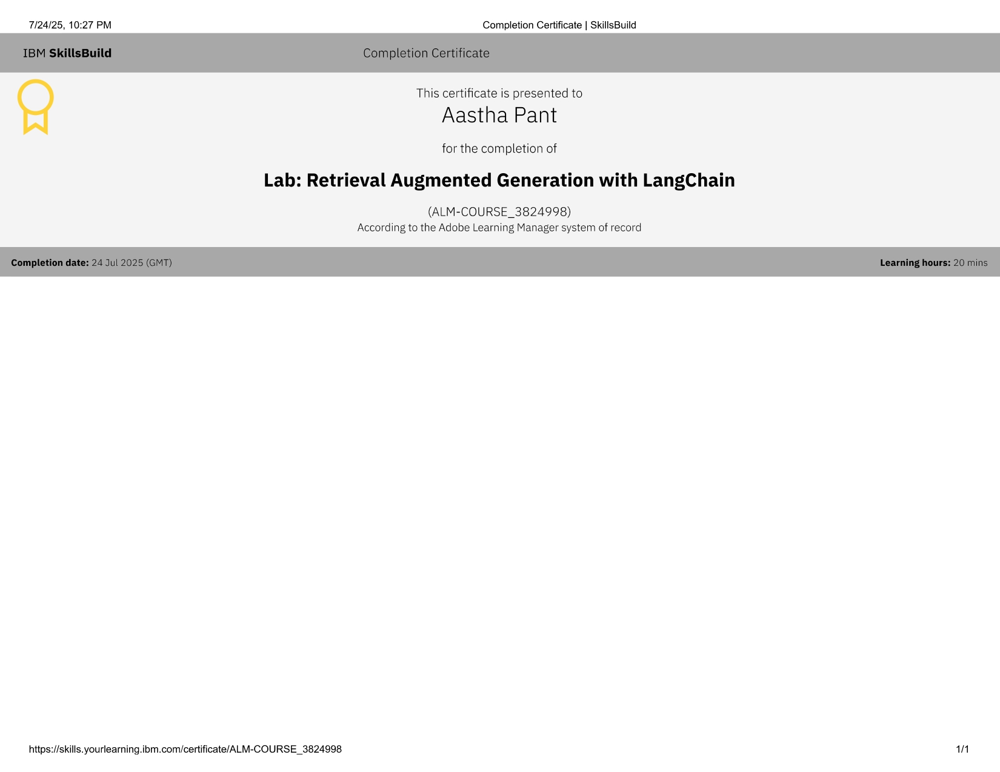 7/24/25, 10:27 PM Completion Certificate | SkillsBuild
IBM SkillsBuild Completion Certificate
This certificate is presented to
Aastha Pant
for the completion of
Lab: Retrieval Augmented Generation with LangChain
(ALM-COURSE_3824998)
According to the Adobe Learning Manager system of record
Completion date: 24 Jul 2025 (GMT) Learning hours: 20 mins
https://skills.yourlearning.ibm.com/certificate/ALM-COURSE_3824998 1/1